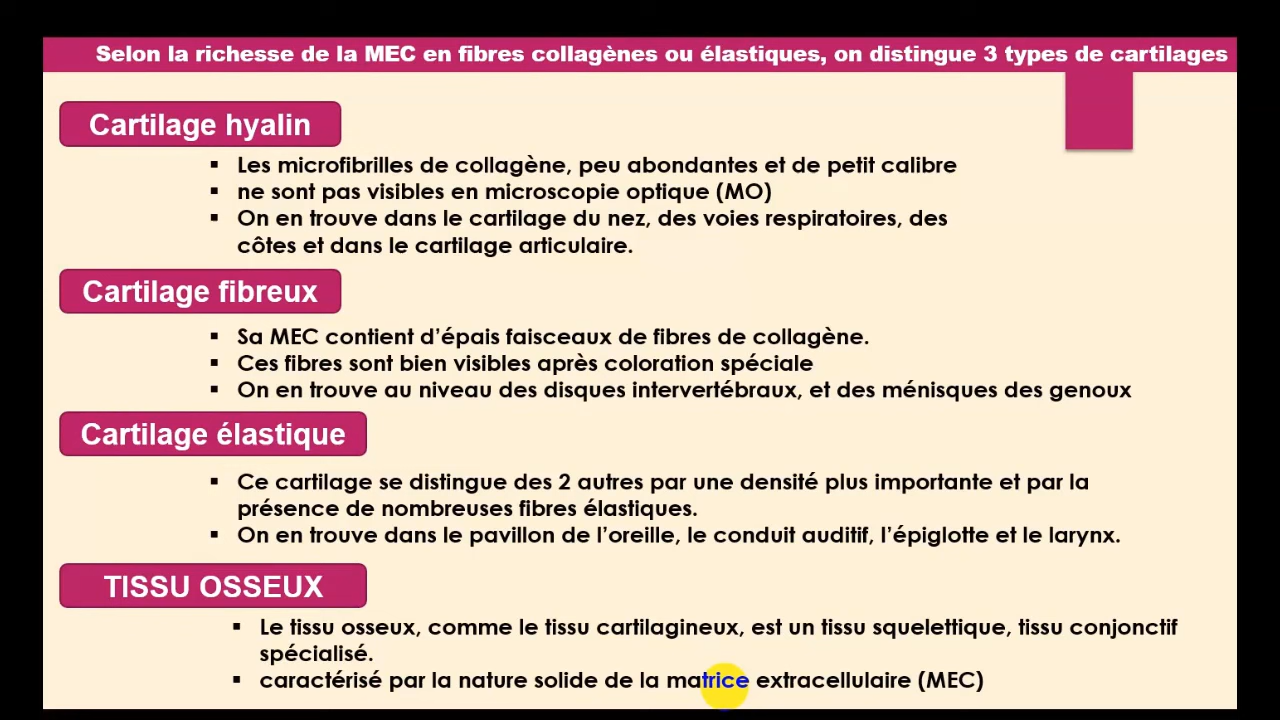 Selon la richesse de la MEC en fibres collagènes ou élastiques, on distingue 3 types de cartilages
Cartilage hyalin
▪ Les microfibrilles de collagène, peu abondantes et de petit calibre
▪ ne sont pas visibles en microscopie optique (MO)
▪ On en trouve dans le cartilage du nez, des voies respiratoires, des
côtes et dans le cartilage articulaire.
Cartilage fibreux
▪ Sa MEC contient d’épais faisceaux de fibres de collagène.
▪ Ces fibres sont bien visibles après coloration spéciale
▪ On en trouve au niveau des disques intervertébraux, et des ménisques des genoux
Cartilage élastique
▪ Ce cartilage se distingue des 2 autres par une densité plus importante et par la
présence de nombreuses fibres élastiques.
▪ On en trouve dans le pavillon de l’oreille, le conduit auditif, l’épiglotte et le larynx.
TISSU OSSEUX
▪ Le tissu osseux, comme le tissu cartilagineux, est un tissu squelettique, tissu conjonctif
spécialisé.
▪ caractérisé par la nature solide de la matrice extracellulaire (MEC)